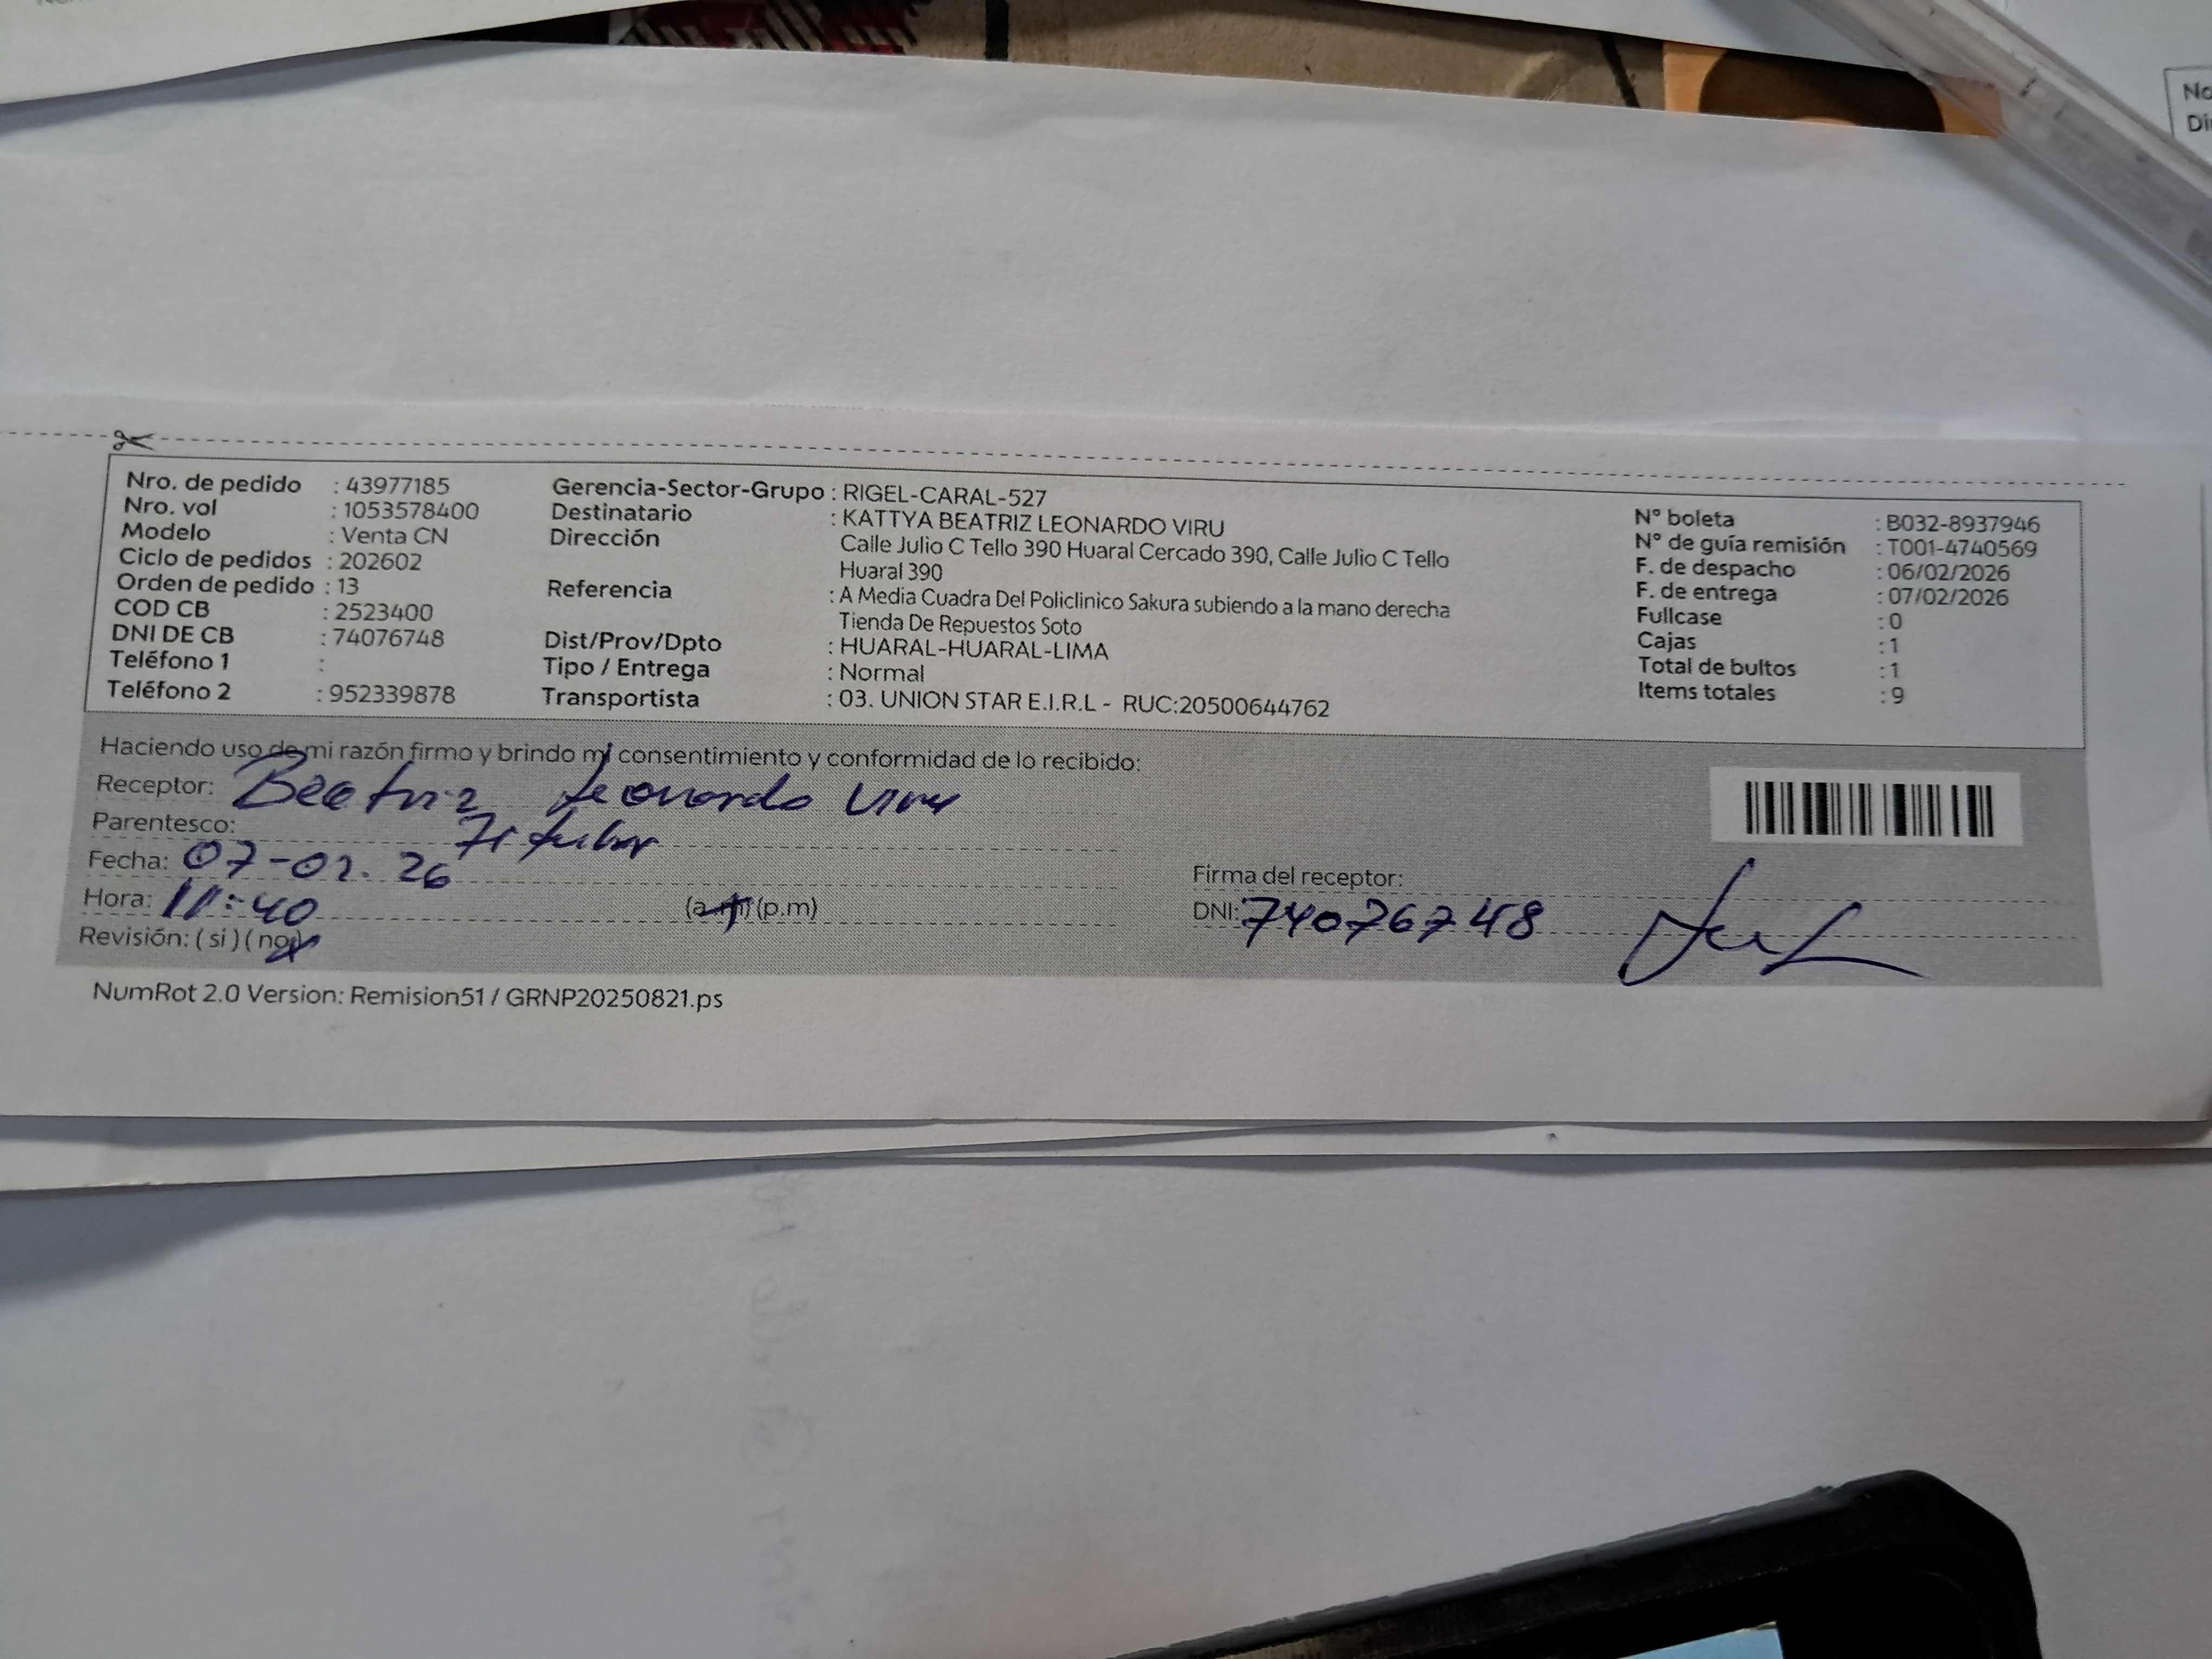 Nro. de pedido : 43977185
Nro. vol : 1053578400
Modelo : Venta CN
Ciclo de pedidos : 202602
Orden de pedido : 13
COD CB : 2523400
DNI DE CB : 74076748
Teléfono 1 :
Teléfono 2 : 952339878
Gerencia-Sector-Grupo : RIGEL-CARAL-527
Destinatario : KATTYA BEATRIZ LEONARDO VIRU
Dirección Calle Julio C Tello 390 Huaral Cercado 390, Calle Julio C Tello
Huaral 390
Referencia : A Media Cuadra Del Policlinico Sakura subiendo a la mano derecha
Tienda De Repuestos Soto
Dist/Prov/Dpto : HUARAL-HUARAL-LIMA
Tipo / Entrega : Normal
Transportista : 03. UNION STAR E.I.R.L - RUC:20500644762
N° boleta : B032-8937946
N° de guía remisión : T001-4740569
F. de despacho : 06/02/2026
F. de entrega : 07/02/2026
Fullcase : 0
Cajas : 1
Total de bultos : 1
Items totales : 9
Haciendo uso de mi razón firmo y brindo mi consentimiento y conformidad de lo recibido:
Receptor: Beatriz Leonardo Viru
Parentesco: Titular
Fecha: 07-02. 26
Hora: 11:40 (a.m) (p.m)
Revisión: ( si ) ( no )
Firma del receptor:
DNI: 74076748
NumRot 2.0 Version: Remision51 / GRNP20250821.ps
No
Di